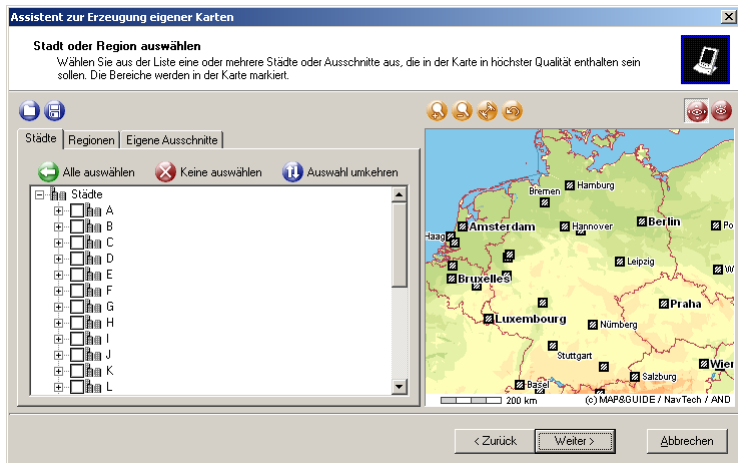 Assistent zur Erzeugung eigener Karten
Stadt oder Region auswählen
Wählen Sie aus der Liste eine oder mehrere Städte oder Ausschnitte aus, die in der Karte in höchster Qualität enthalten sein
sollen. Die Bereiche werden in der Karte markiert.
Städte Regionen Eigene Ausschnitte
Alle auswählen Keine auswählen Auswahl umkehren
Städte
A
B
C
D
E
F
G
H
I
J
K
L
Hamburg
Bremen
Amsterdam Hannover Berlin Po
Haag
Leipzig
W
Bruxelles
Praha
Luxembourg Nürnberg
Stuttgart
Wien
Salzburg
Basel
200 km (c) MAP&GUIDE / NavTech / AND
< Zurück Weiter > Abbrechen